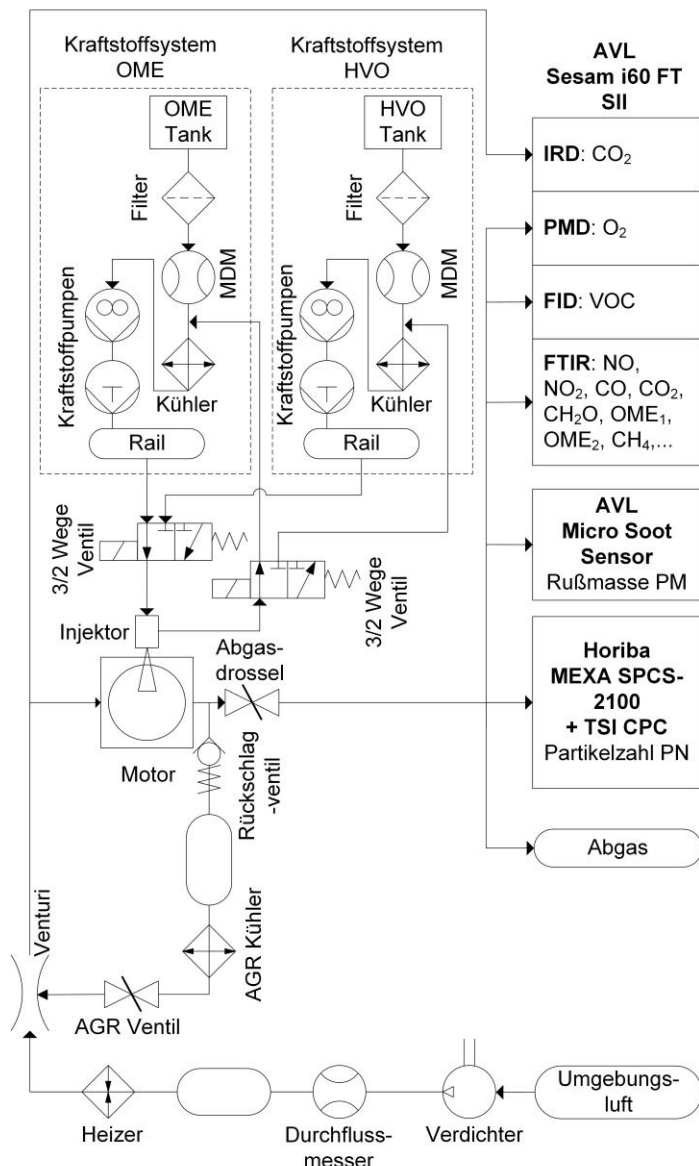 Kraftstoffsystem
OME
Kraftstoffsystem
HVO
AVL
Sesam i60 FT
SII
OME
Tank
HVO
Tank
IRD: CO₂
Filter
Filter
PMD: O₂
MDM
MDM
Kraftstoffpumpen
Kraftstoffpumpen
FID: VOC
FTIR: NO,
NO₂, CO, CO₂,
CH₂O, OME₁,
OME₂, CH₄,...
Kühler
Kühler
Rail
Rail
3/2 Wege
Ventil
3/2 Wege
Ventil
AVL
Micro Soot
Sensor
Rußmasse PM
Injektor
Abgas-
drossel
Horiba
MEXA SPCS-
2100
+ TSI CPC
Partikelzahl PN
Motor
Rückschlag
-ventil
Abgas
Venturi
AGR Kühler
AGR Ventil
Umgebungs-
luft
Heizer
Durchfluss-
messer
Verdichter